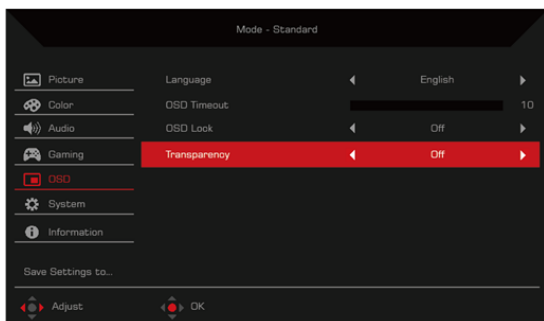 Mode - Standard
Picture
Language English
Color
OSD Timeout 10
Audio
OSD Lock Off
Gaming
Transparency Off
OSD
System
Information
Save Settings to...
Adjust OK